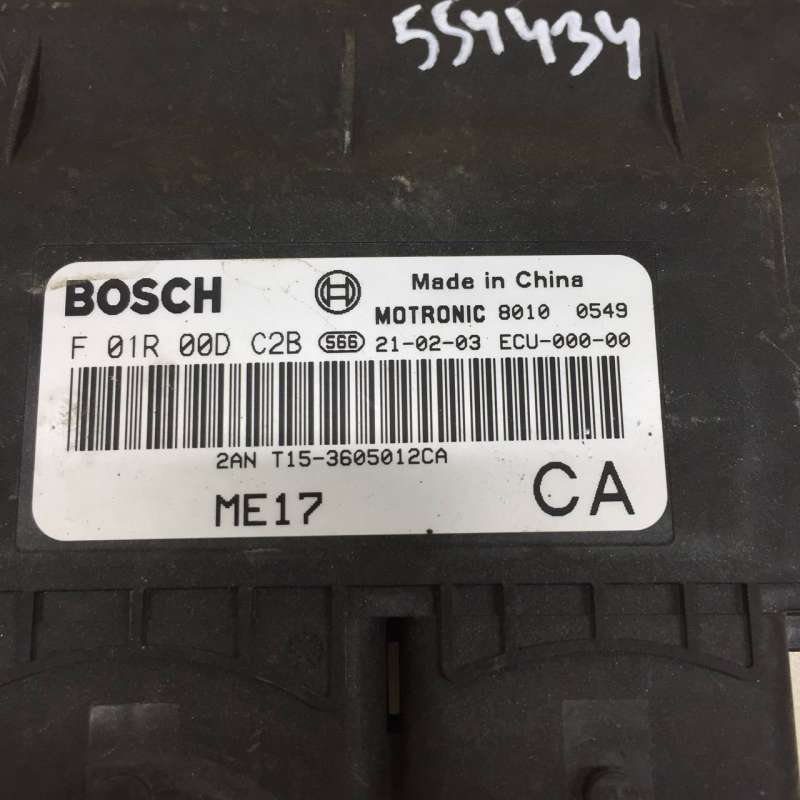 554434
BOSCH Made in China
MOTRONIC 8010 0549
F 01R 00D C2B 566 21-02-03 ECU-000-00
2AN T15-3605012CA
ME17 CA